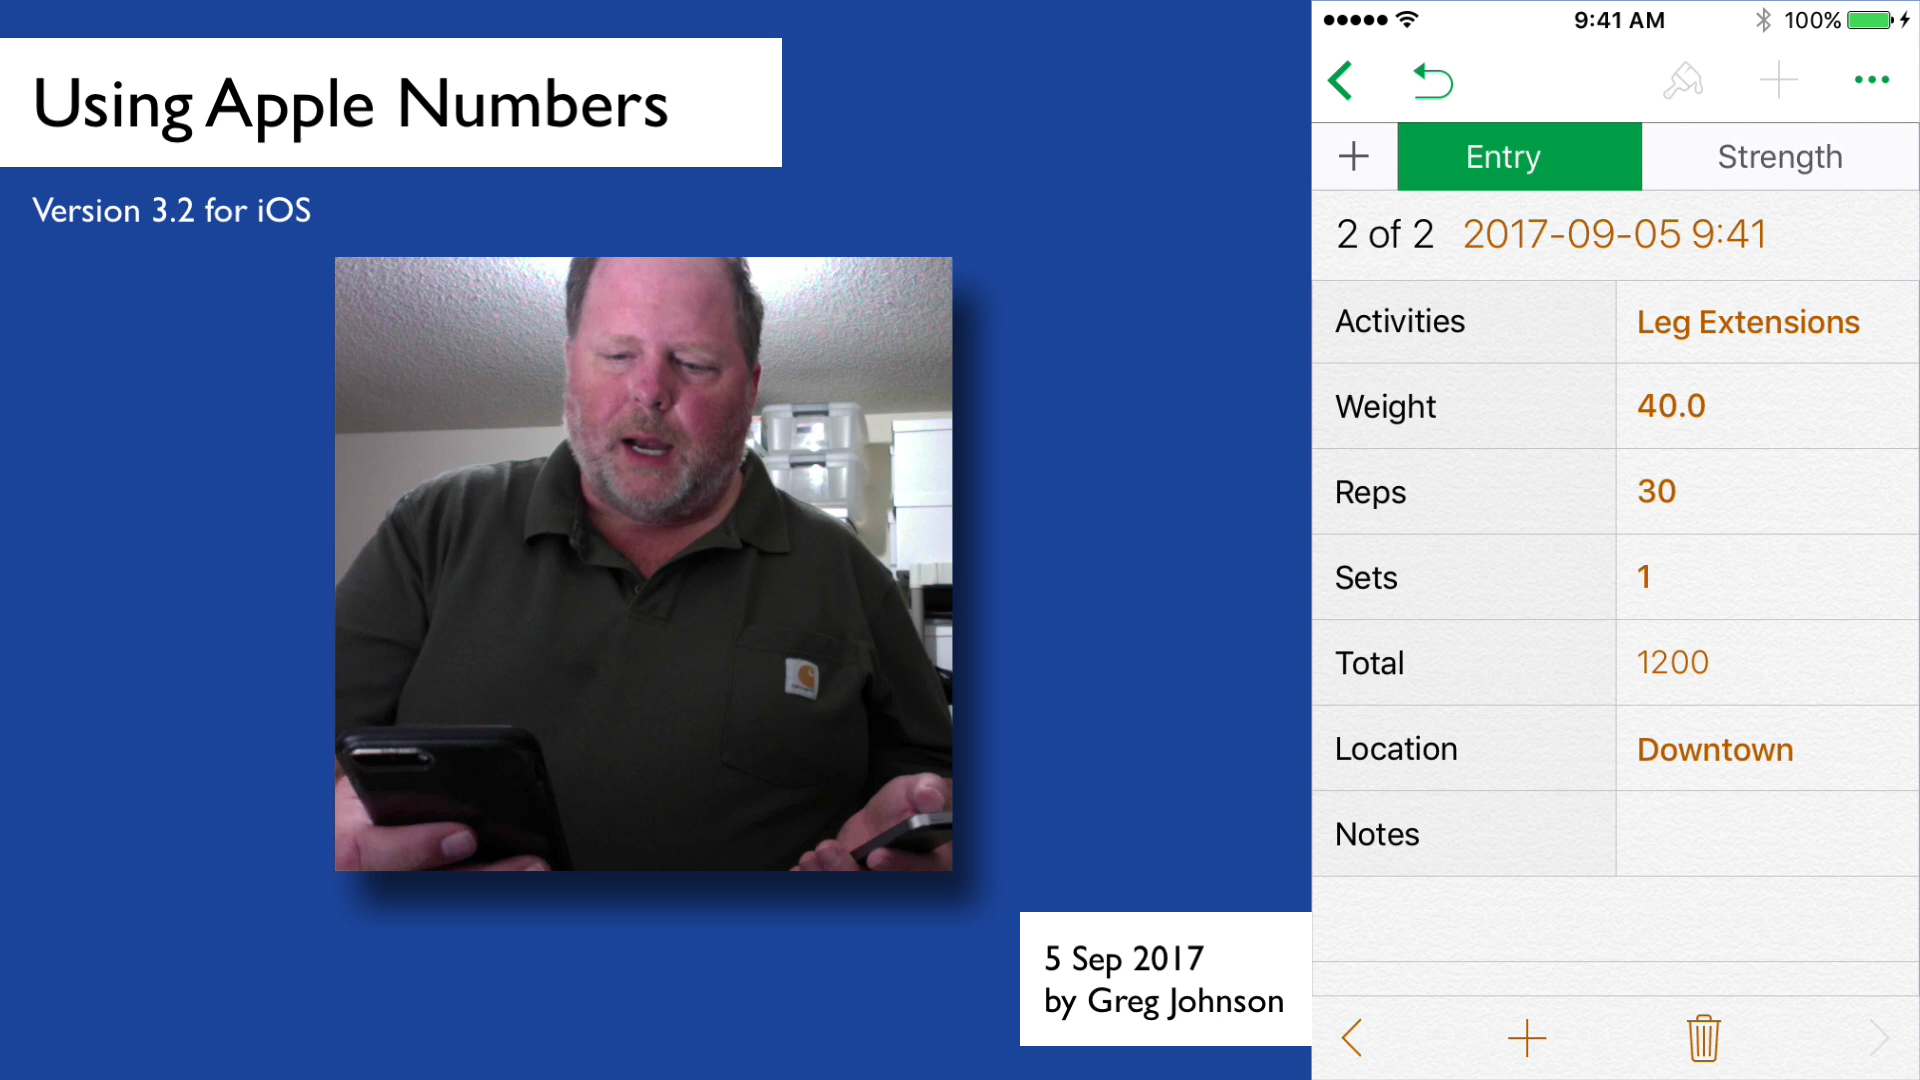 Using Apple Numbers
Version 3.2 for iOS
5 Sep 2017
by Greg Johnson
9:41 AM
100%
Entry
Strength
2 of 2 2017-09-05 9:41
Activities Leg Extensions
Weight 40.0
Reps 30
Sets 1
Total 1200
Location Downtown
Notes